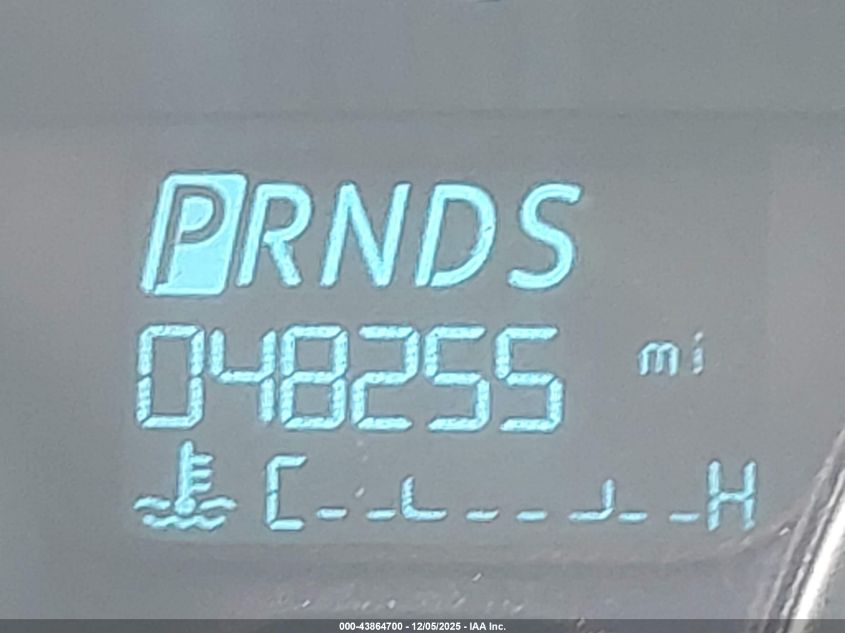 PRNDS
048255 mi
C H
000-43864700 - 12/05/2025 - IAA Inc.